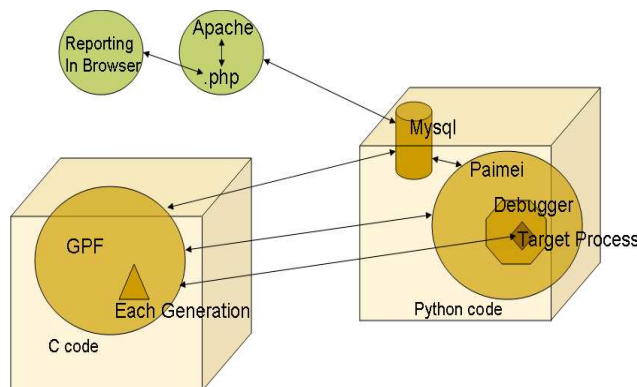 Reporting
In Browser
Apache
.php
Mysql
Paimei
Debugger
Target Process
Python code
GPF
Each Generation
C code